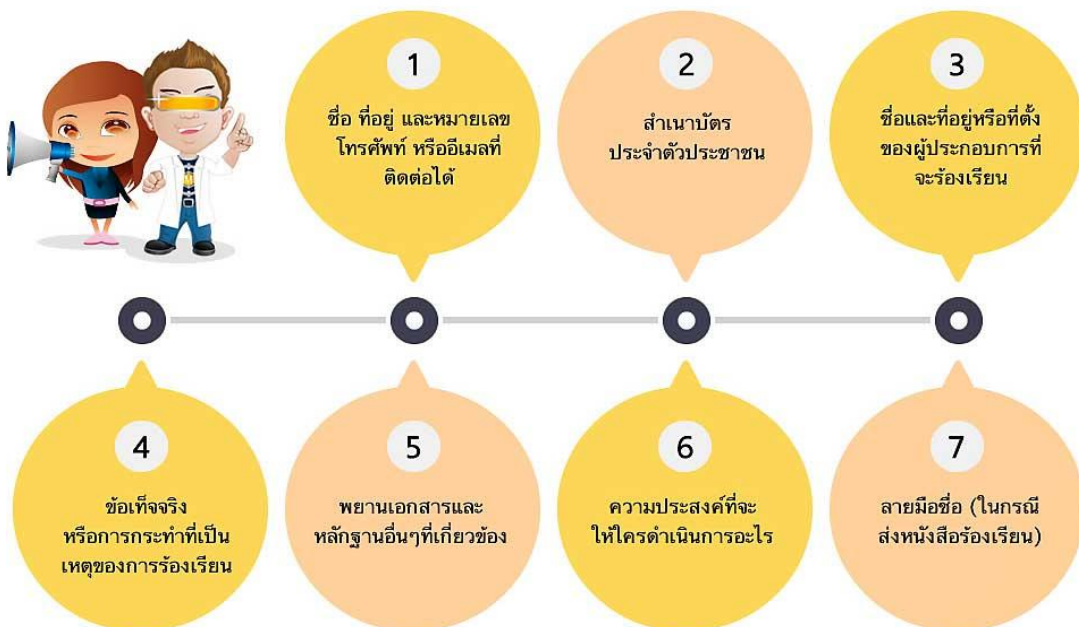 1
ชื่อ ที่อยู่ และหมายเลข
โทรศัพท์ หรืออีเมลที่
ติดต่อได้
2
สำเนาบัตร
ประจำตัวประชาชน
3
ชื่อและที่อยู่หรือที่ตั้ง
ของผู้ประกอบการที่
จะร้องเรียน
4
ข้อเท็จจริง
หรือการกระทำที่เป็น
เหตุของการร้องเรียน
5
พยานเอกสารและ
หลักฐานอื่นๆที่เกี่ยวข้อง
6
ความประสงค์ที่จะ
ให้ใครดำเนินการอะไร
7
ลายมือชื่อ (ในกรณี
ส่งหนังสือร้องเรียน)